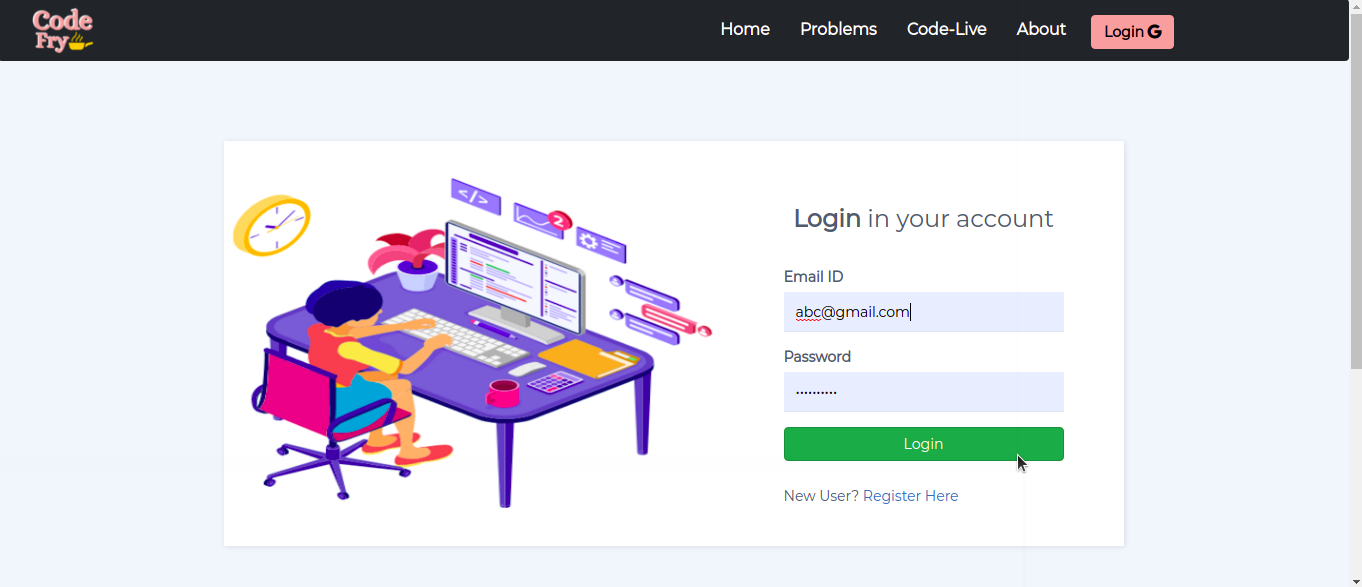 Code
Fry
Home Problems Code-Live About Login G
</>
2
Login in your account
Email ID
abc@gmail.com
Password
••••••••••
Login
New User? Register Here